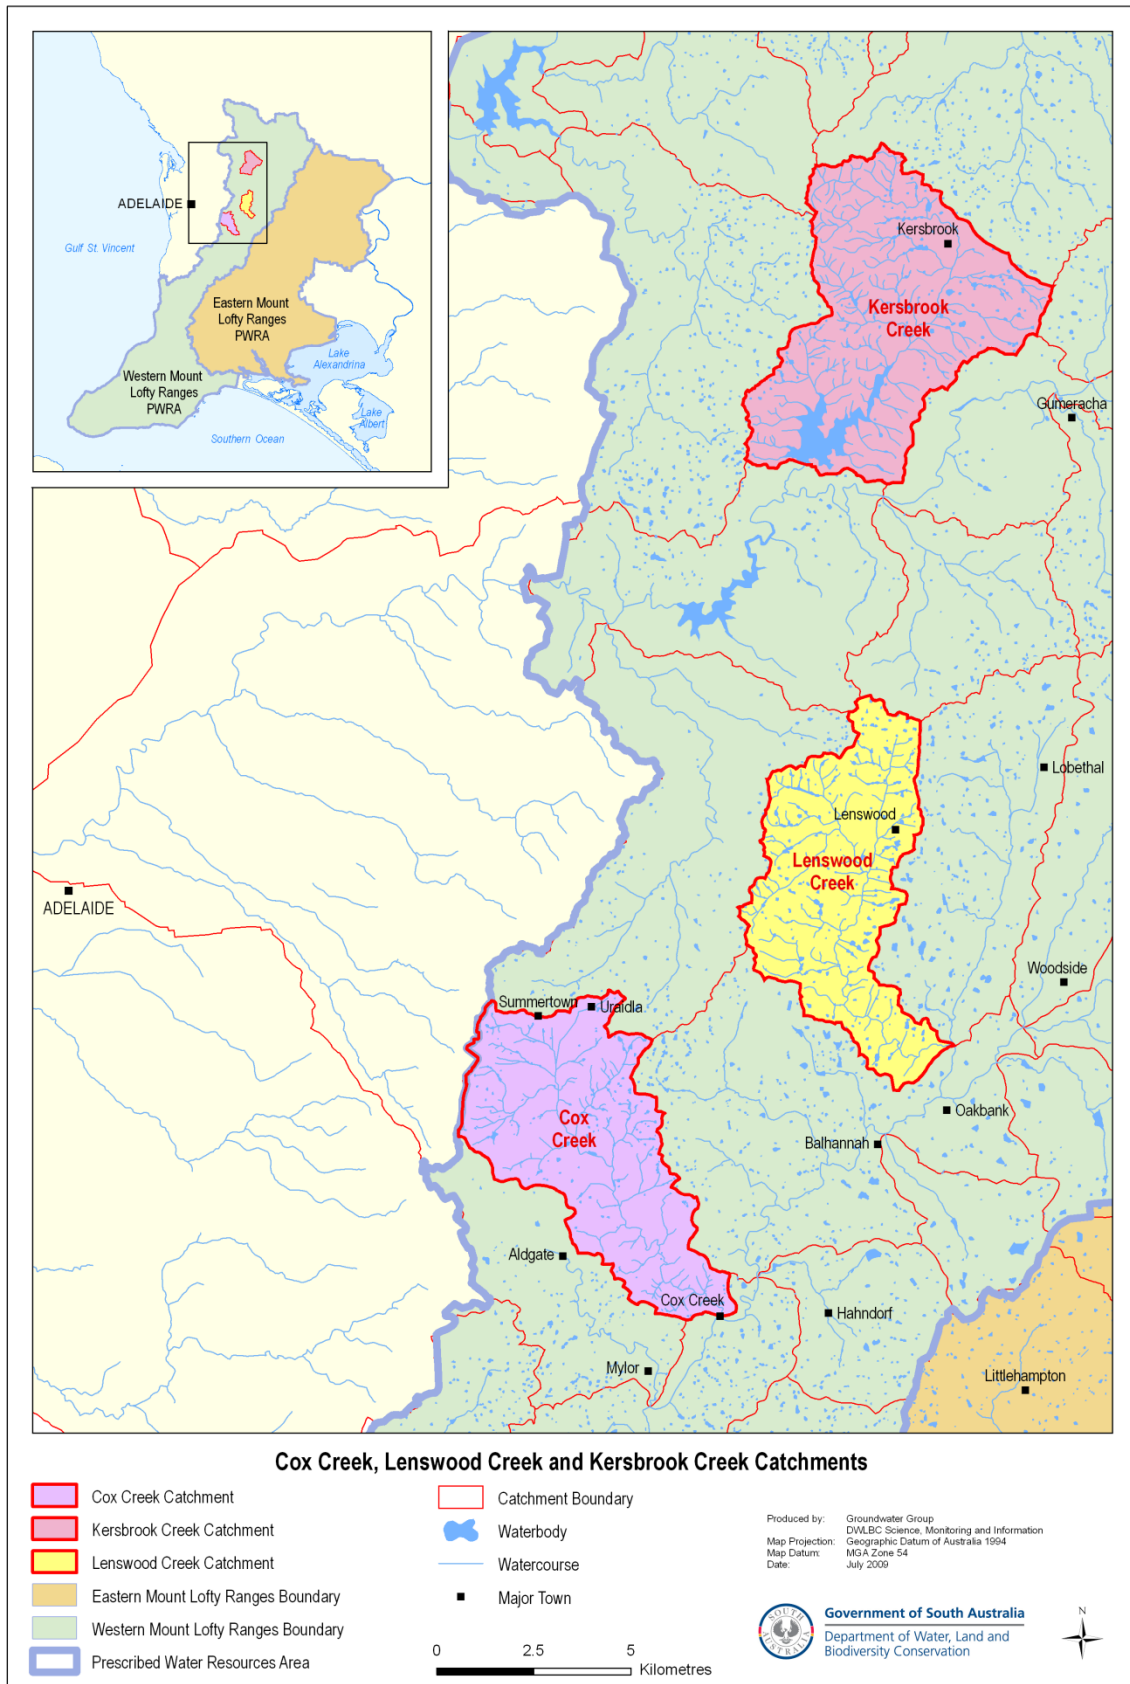 ADELAIDE
Gulf St. Vincent
Eastern Mount
Lofty Ranges
PWRA
Western Mount
Lofty Ranges
PWRA
Lake
Alexandrina
Lake
Albert
Southern Ocean
Kersbrook
Kersbrook
Creek
Gumeracha
Lobethal
Lenswood
Lenswood
Creek
ADELAIDE
Woodside
Summertown
Uraidla
Cox
Creek
Oakbank
Balhannah
Aldgate
Cox Creek
Hahndorf
Mylor
Littlehampton
Cox Creek, Lenswood Creek and Kersbrook Creek Catchments
Cox Creek Catchment
Kersbrook Creek Catchment
Lenswood Creek Catchment
Eastern Mount Lofty Ranges Boundary
Western Mount Lofty Ranges Boundary
Prescribed Water Resources Area
Catchment Boundary
Waterbody
Watercourse
Major Town
0 2.5 5
Kilometres
Produced by: Groundwater Group
DWLBC Science, Monitoring and Information
Map Projection: Geographic Datum of Australia 1994
Map Datum: MGA Zone 54
Date: July 2009
SOUTH AUSTRALIA
Government of South Australia
Department of Water, Land and
Biodiversity Conservation
N